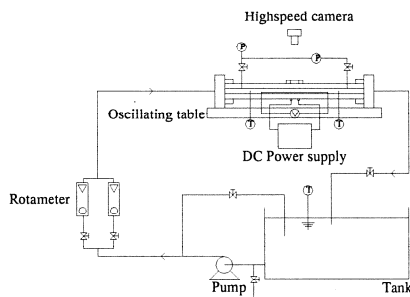 Highspeed camera
P
P
Oscillating table
T
T
DC Power supply
Rotameter
T
Pump
Tank